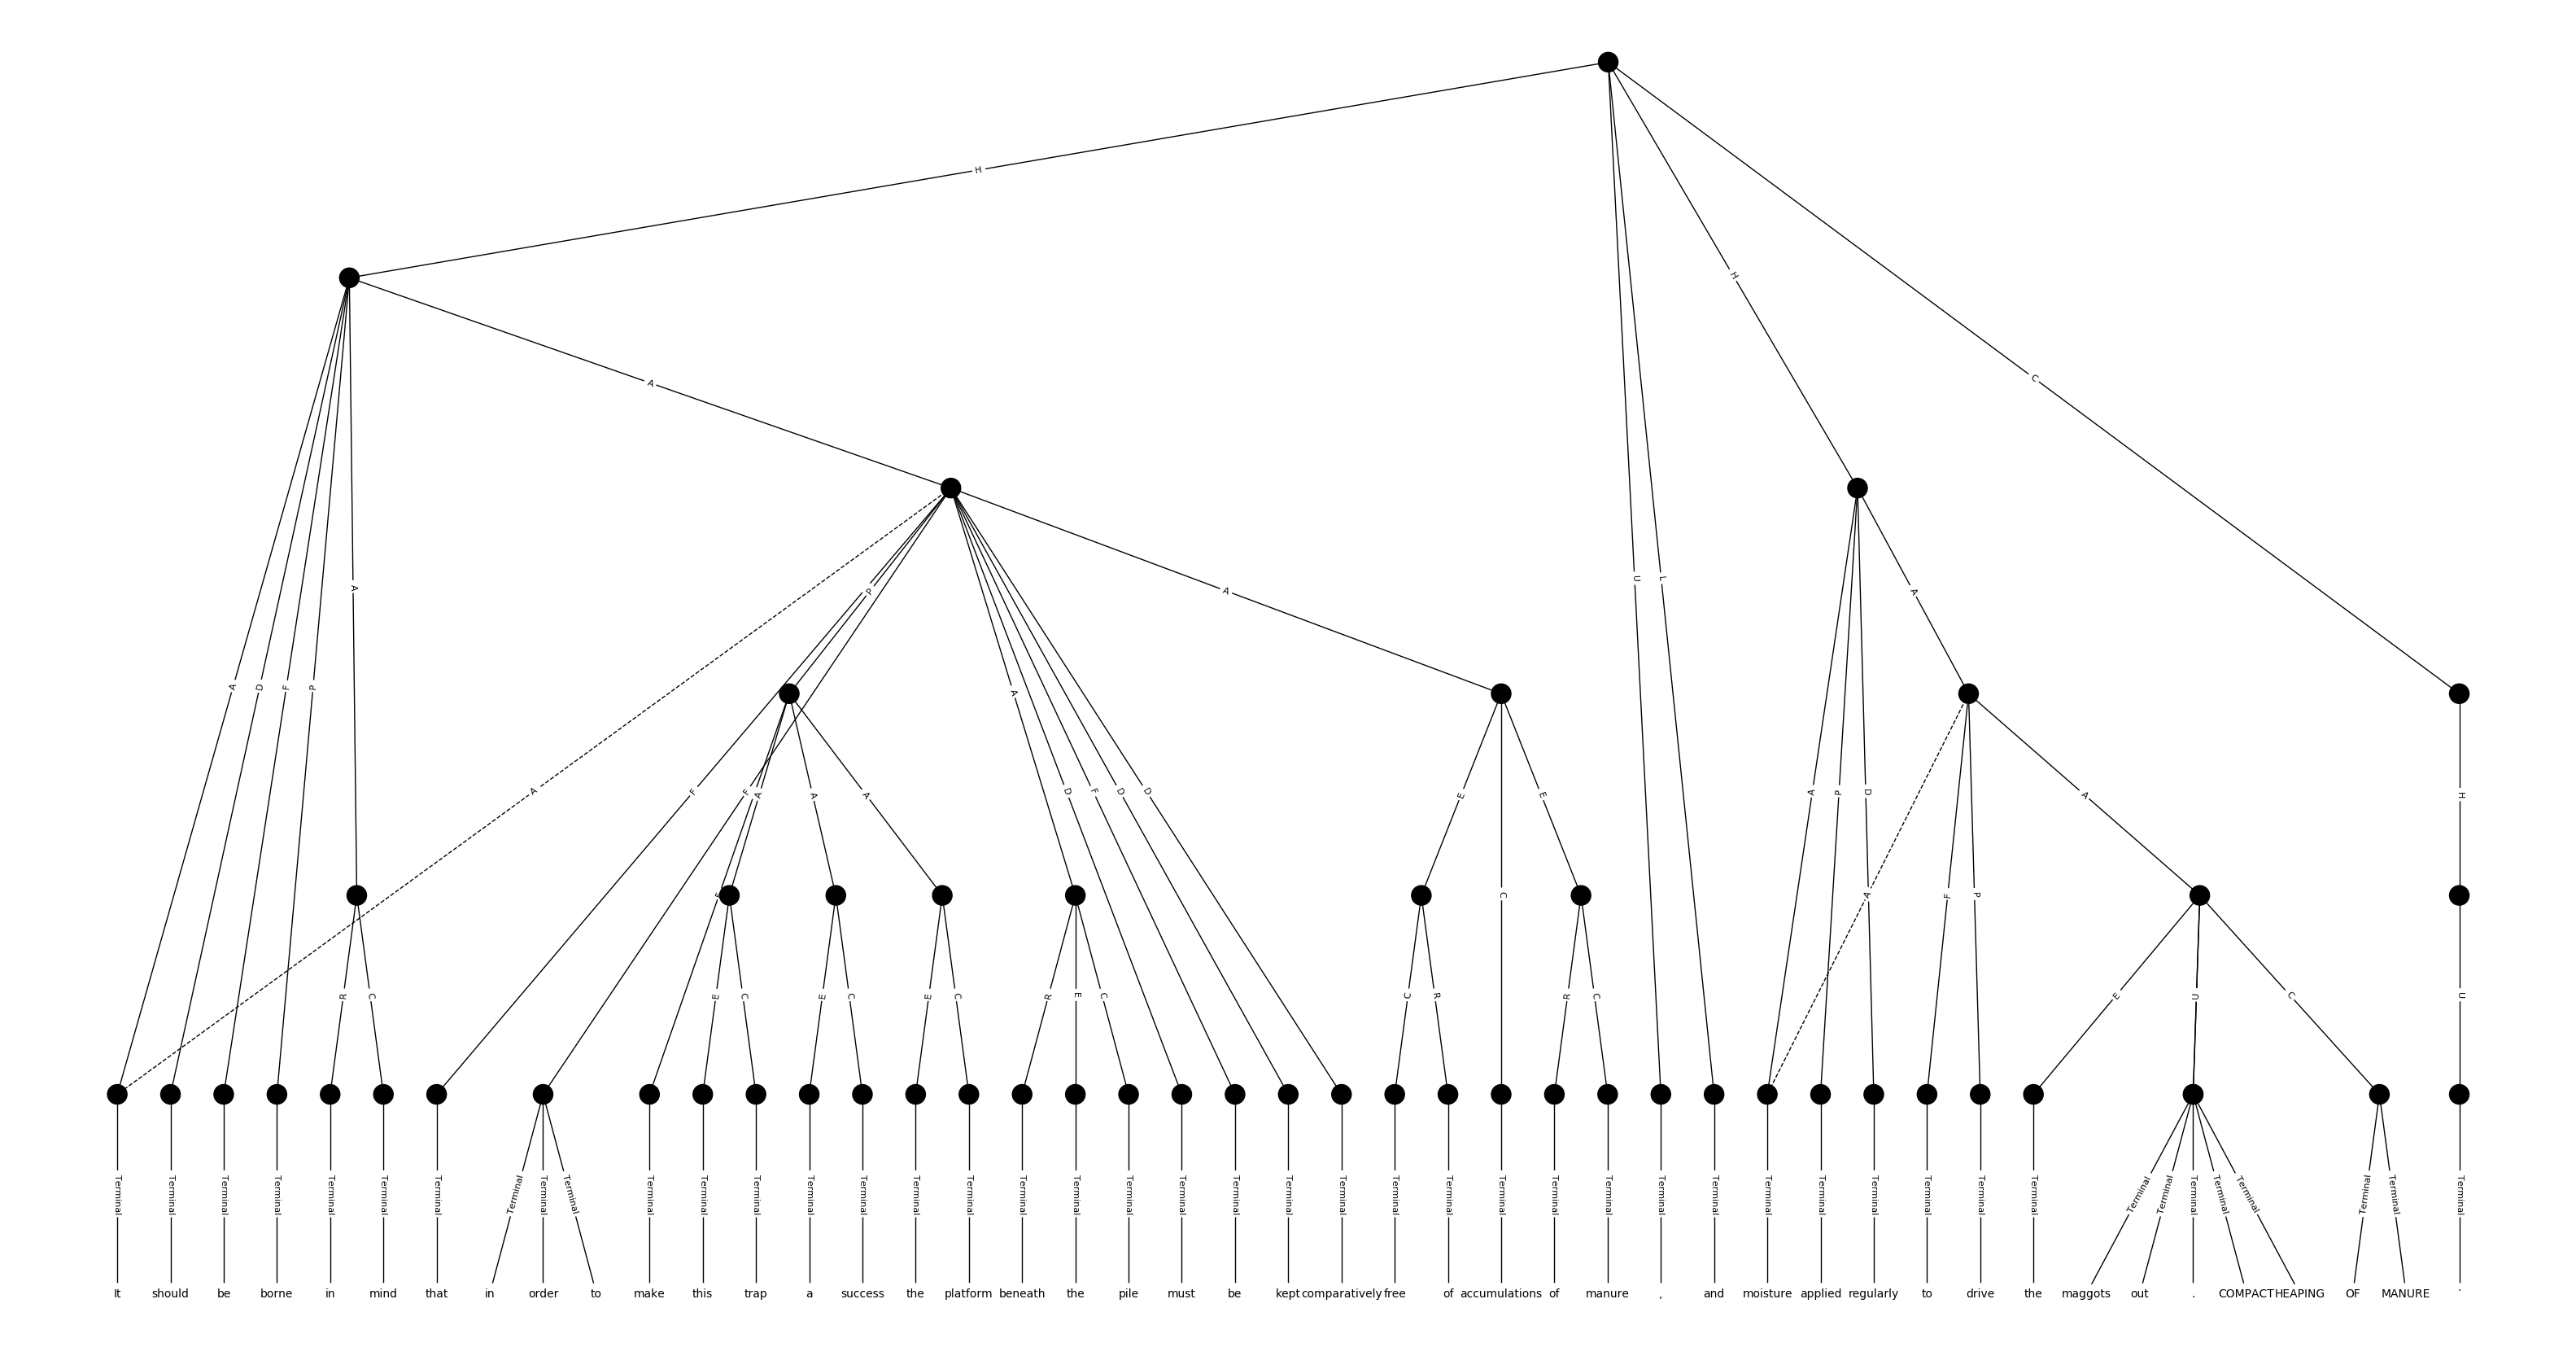 H
H
C
A
A
U
L
H
A
P
A
A
A
D
F
P
A
A
F
F
A
A
A
D
F
D
D
E
E
A
P
D
A
H
S
C
A
F
P
R
C
E
C
E
C
E
C
R
E
C
C
R
R
C
E
U
C
U
Terminal Terminal Terminal Terminal Terminal Terminal Terminal Terminal Terminal Terminal Terminal Terminal Terminal Terminal Terminal Terminal Terminal Terminal Terminal Terminal Terminal Terminal Terminal Terminal Terminal Terminal Terminal Terminal Terminal Terminal Terminal Terminal Terminal Terminal Terminal Terminal Terminal Terminal Terminal Terminal Terminal Terminal Terminal Terminal Terminal
It should be borne in mind that in order to make this trap a success the platform beneath the pile must be kept comparatively free of accumulations of manure , and moisture applied regularly to drive the maggots out . COMPACT HEAPING OF MANURE .